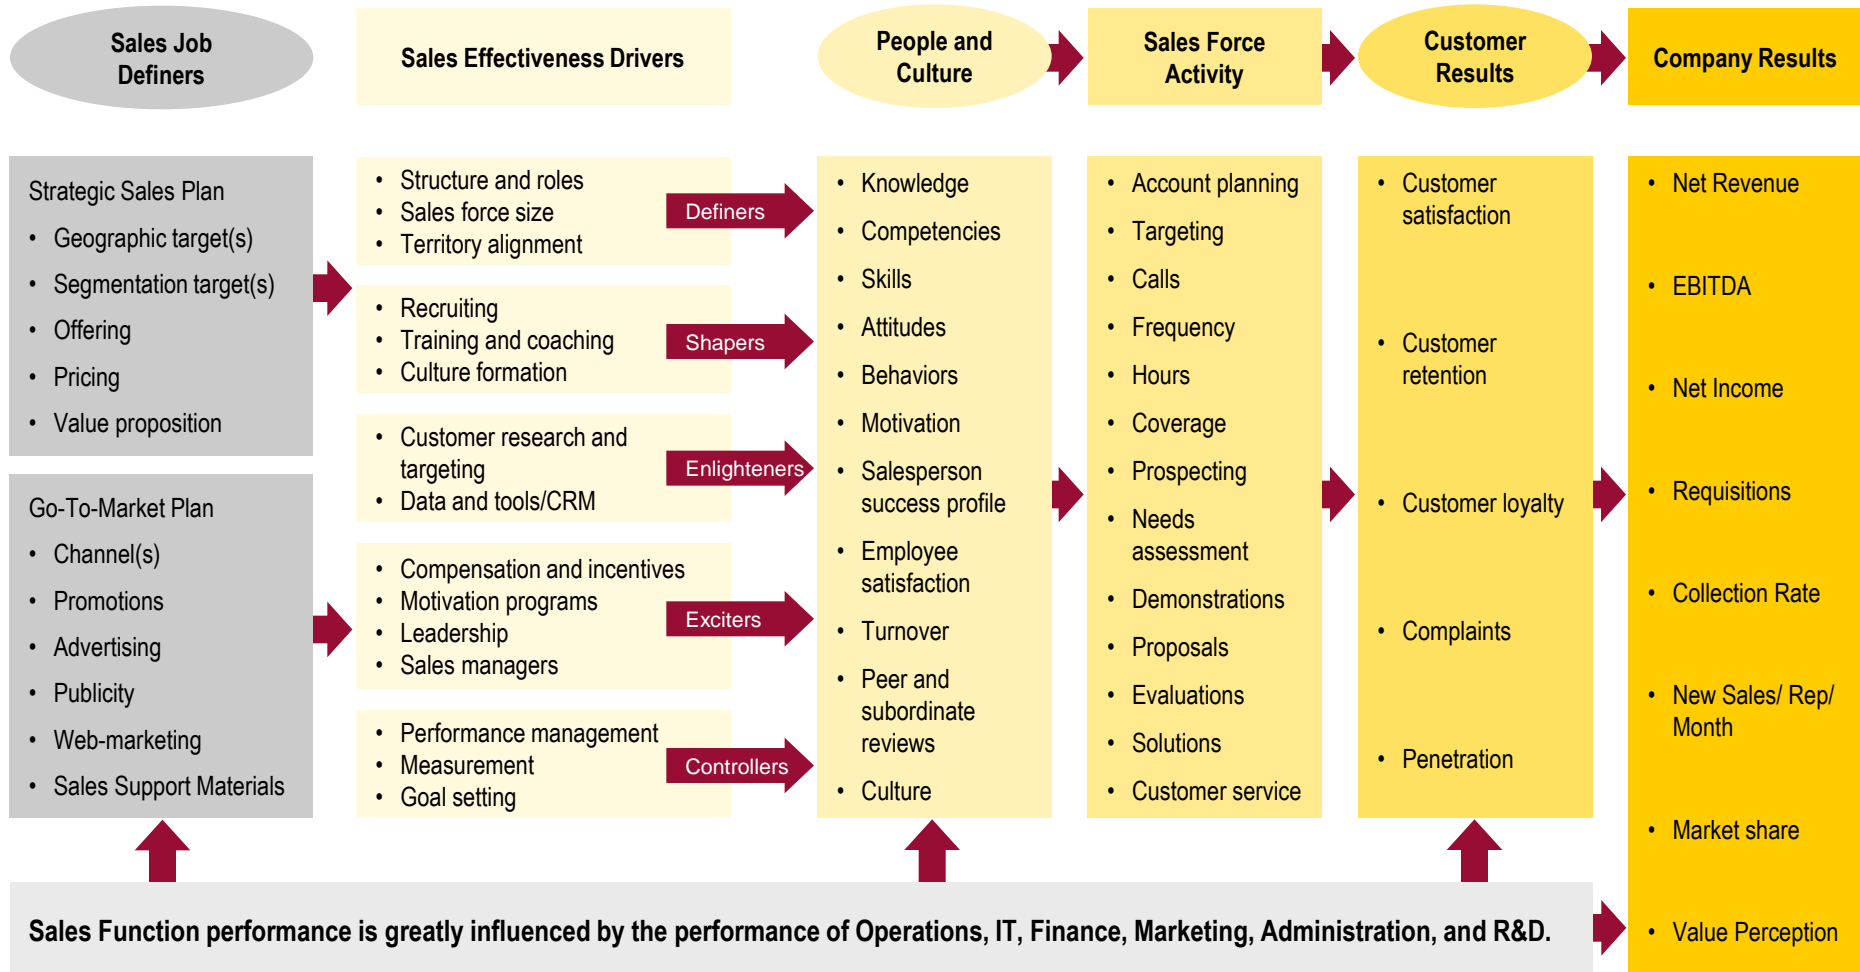 Sales Job
Definers
Sales Effectiveness Drivers
People and
Culture
Sales Force
Activity
Customer
Results
Company Results
Strategic Sales Plan
• Geographic target(s)
• Segmentation target(s)
• Offering
• Pricing
• Value proposition
Go-To-Market Plan
• Channel(s)
• Promotions
• Advertising
• Publicity
• Web-marketing
• Sales Support Materials
• Structure and roles
• Sales force size
• Territory alignment
Definers
• Recruiting
• Training and coaching
• Culture formation
Shapers
• Customer research and
targeting
• Data and tools/CRM
Enlighteners
• Compensation and incentives
• Motivation programs
• Leadership
• Sales managers
Exciters
• Performance management
• Measurement
• Goal setting
Controllers
• Knowledge
• Competencies
• Skills
• Attitudes
• Behaviors
• Motivation
• Salesperson
success profile
• Employee
satisfaction
• Turnover
• Peer and
subordinate
reviews
• Culture
• Account planning
• Targeting
• Calls
• Frequency
• Hours
• Coverage
• Prospecting
• Needs
assessment
• Demonstrations
• Proposals
• Evaluations
• Solutions
• Customer service
• Customer
satisfaction
• Customer
retention
• Customer loyalty
• Complaints
• Penetration
• Net Revenue
• EBITDA
• Net Income
• Requisitions
• Collection Rate
• New Sales/ Rep/
Month
• Market share
• Value Perception
Sales Function performance is greatly influenced by the performance of Operations, IT, Finance, Marketing, Administration, and R&D.